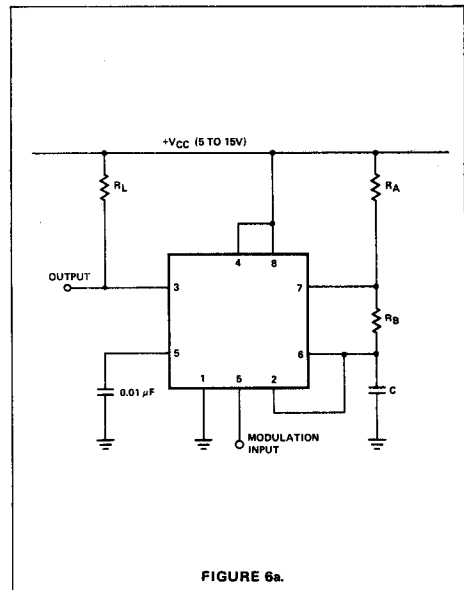 +VCC (5 TO 15V)
RL
RA
OUTPUT
4 8
3
7
RB
6
5
0.01 µF
1 5 2
C
MODULATION
INPUT
FIGURE 6a.